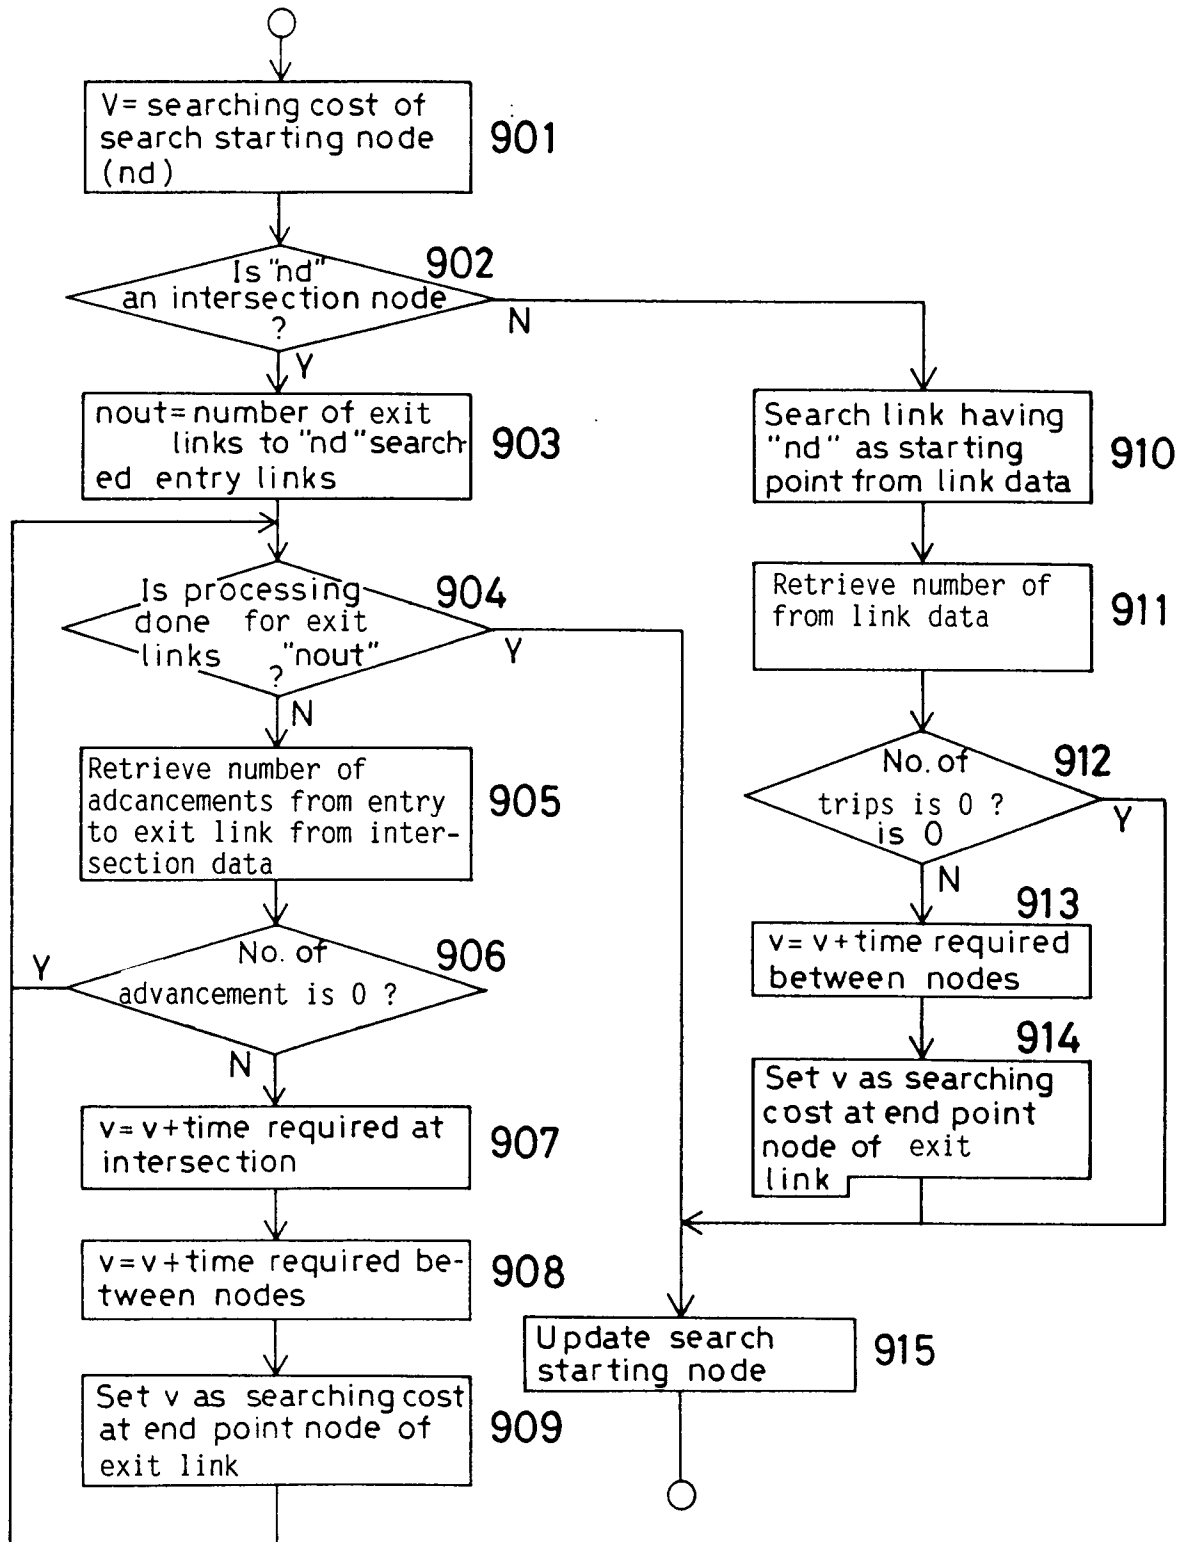 V= searching cost of
search starting node
(nd)
901
Is "nd"
an intersection node
?
902
N
Y
nout=number of exit
links to "nd" search-
ed entry links
903
Is processing
done for exit
links "nout"
?
904
Y
N
Retrieve number of
adcancements from entry
to exit link from inter-
section data
905
No. of
advancement is 0 ?
906
Y
N
v= v+time required at
intersection
907
v=v+time required be-
tween nodes
908
Set v as searching cost
at end point node of
exit link
909
Search link having
"nd" as starting
point from link data
910
Retrieve number of
from link data
911
No. of
trips is 0 ?
is 0
912
Y
N
913
v= v+time required
between nodes
914
Set v as searching
cost at end point
node of exit
link
Update search
starting node
915